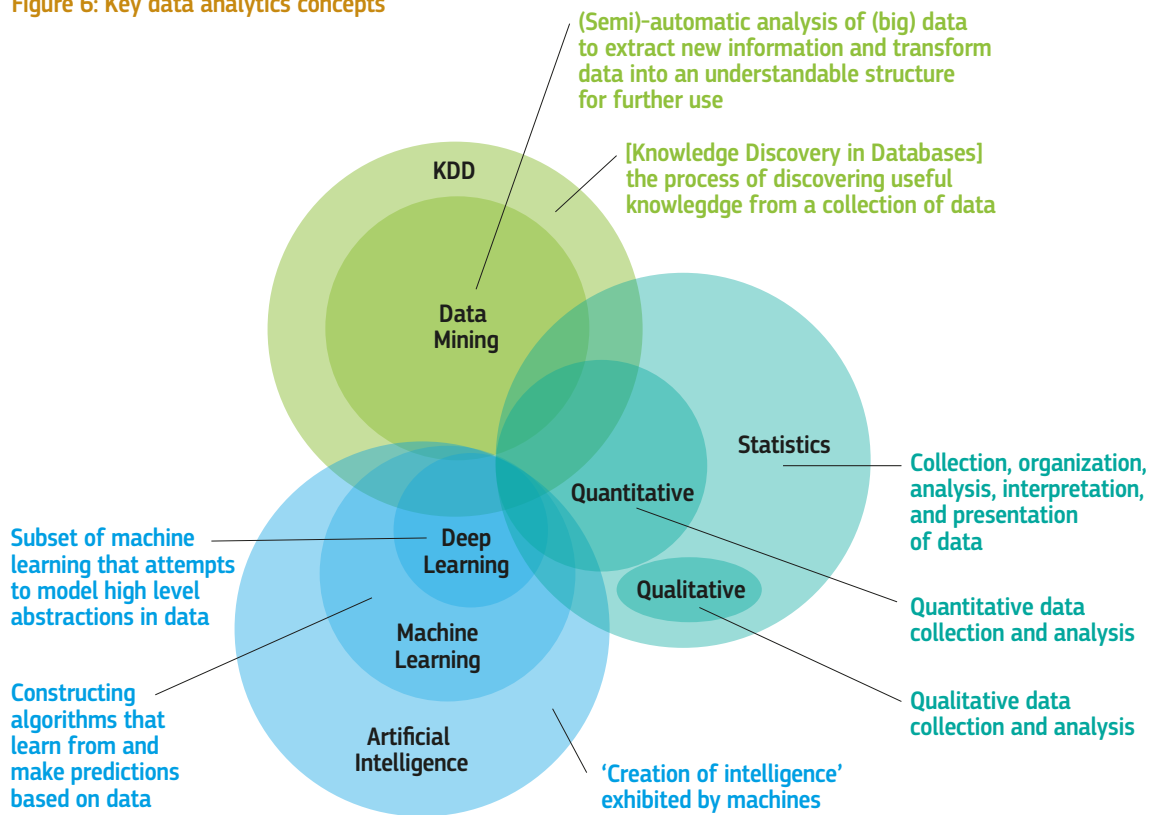 Figure 6: Key data analytics concepts
(Semi)-automatic analysis of (big) data
to extract new information and transform
data into an understandable structure
for further use
KDD
[Knowledge Discovery in Databases]
the process of discovering useful
knowlegdge from a collection of data
Data
Mining
Statistics
Collection, organization,
analysis, interpretation,
and presentation
of data
Quantitative
Subset of machine
learning that attempts
to model high level
abstractions in data
Deep
Learning
Qualitative
Quantitative data
collection and analysis
Machine
Learning
Constructing
algorithms that
learn from and
make predictions
based on data
Qualitative data
collection and analysis
Artificial
Intelligence
‘Creation of intelligence’
exhibited by machines